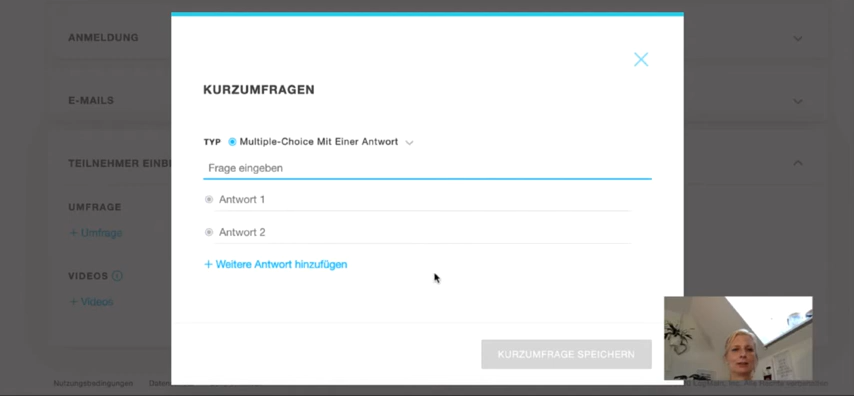 ANMELDUNG
E-MAILS
TEILNEHMER EINB
UMFRAGE
+ Umfrage
VIDEOS
+ Videos
KURZUMFRAGEN
TYP Multiple-Choice Mit Einer Antwort
Frage eingeben
Antwort 1
Antwort 2
+ Weitere Antwort hinzufügen
KURZUMFRAGE SPEICHERN
Nutzungsbedingungen